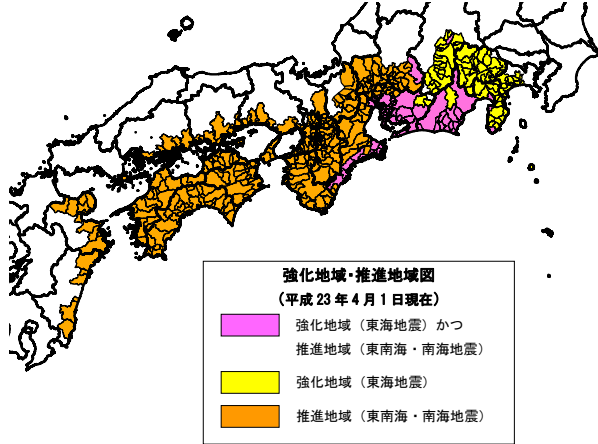 強化地域・推進地域図
（平成 23 年 4 月 1 日現在）
強化地域（東海地震）かつ
推進地域（東南海・南海地震）
強化地域（東海地震）
推進地域（東南海・南海地震）